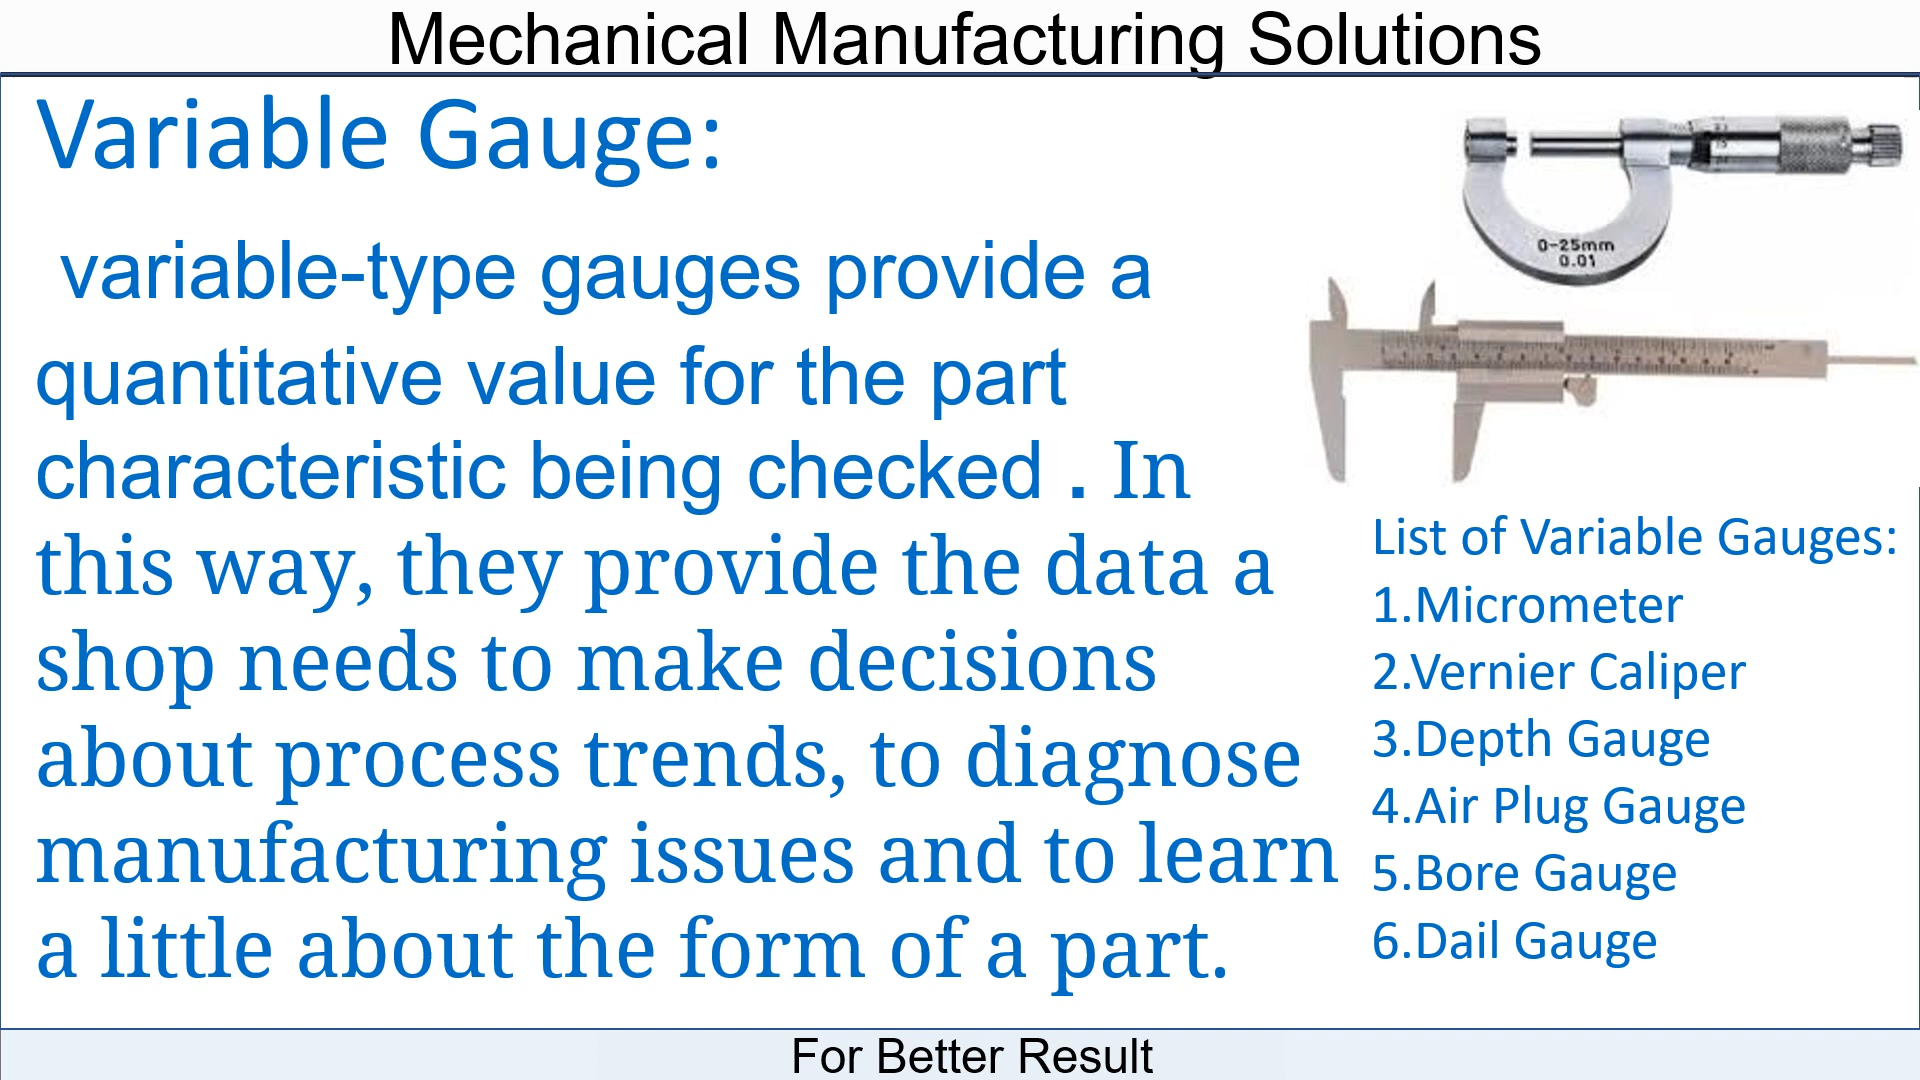 Mechanical Manufacturing Solutions
Variable Gauge:
variable-type gauges provide a
quantitative value for the part
characteristic being checked . In
this way, they provide the data a
shop needs to make decisions
about process trends, to diagnose
manufacturing issues and to learn
a little about the form of a part.
0-25mm
0.01
List of Variable Gauges:
1.Micrometer
2.Vernier Caliper
3.Depth Gauge
4.Air Plug Gauge
5.Bore Gauge
6.Dail Gauge
For Better Result